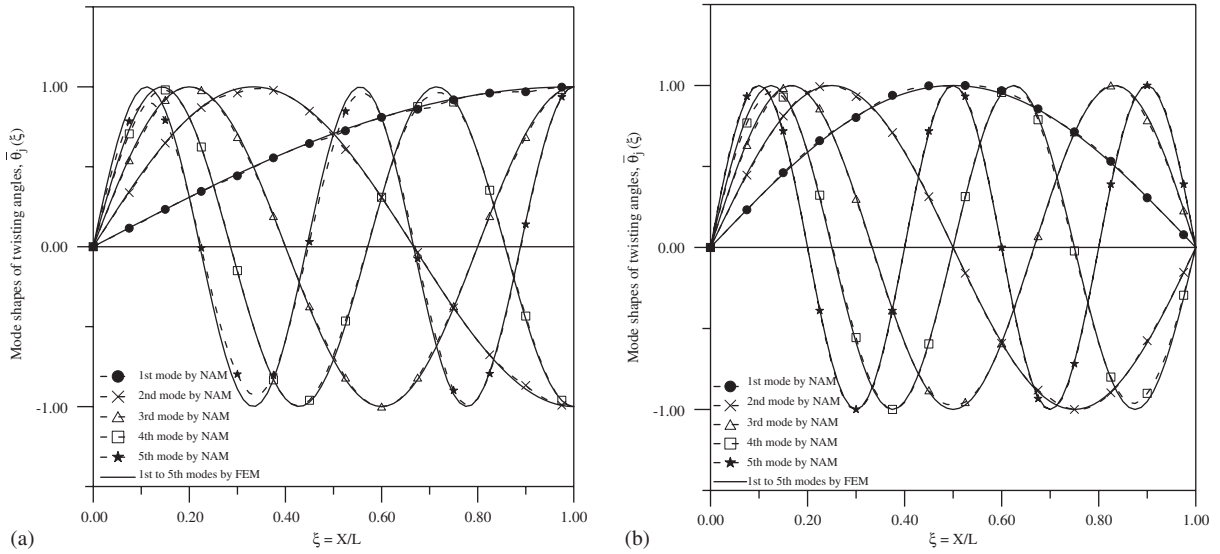 Mode shapes of twisting angles, θ̄j(ξ)
1.00
0.00
-1.00
1st mode by NAM
2nd mode by NAM
3rd mode by NAM
4th mode by NAM
5th mode by NAM
1st to 5th modes by FEM
0.00 0.20 0.40 0.60 0.80 1.00
ξ = X/L
(a)
Mode shapes of twisting angles, θ̄j(ξ)
1.00
0.00
-1.00
1st mode by NAM
2nd mode by NAM
3rd mode by NAM
4th mode by NAM
5th mode by NAM
1st to 5th modes by FEM
0.00 0.20 0.40 0.60 0.80 1.00
ξ = X/L
(b)